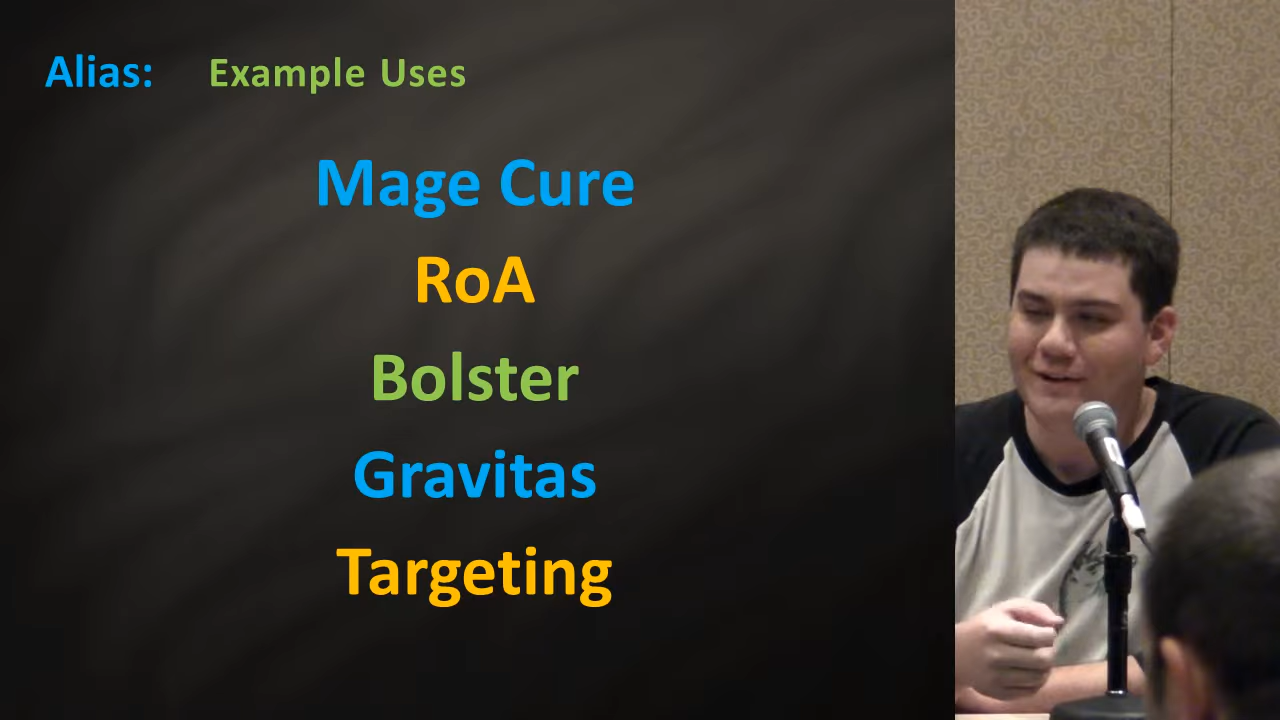 Alias: Example Uses
Mage Cure
RoA
Bolster
Gravitas
Targeting